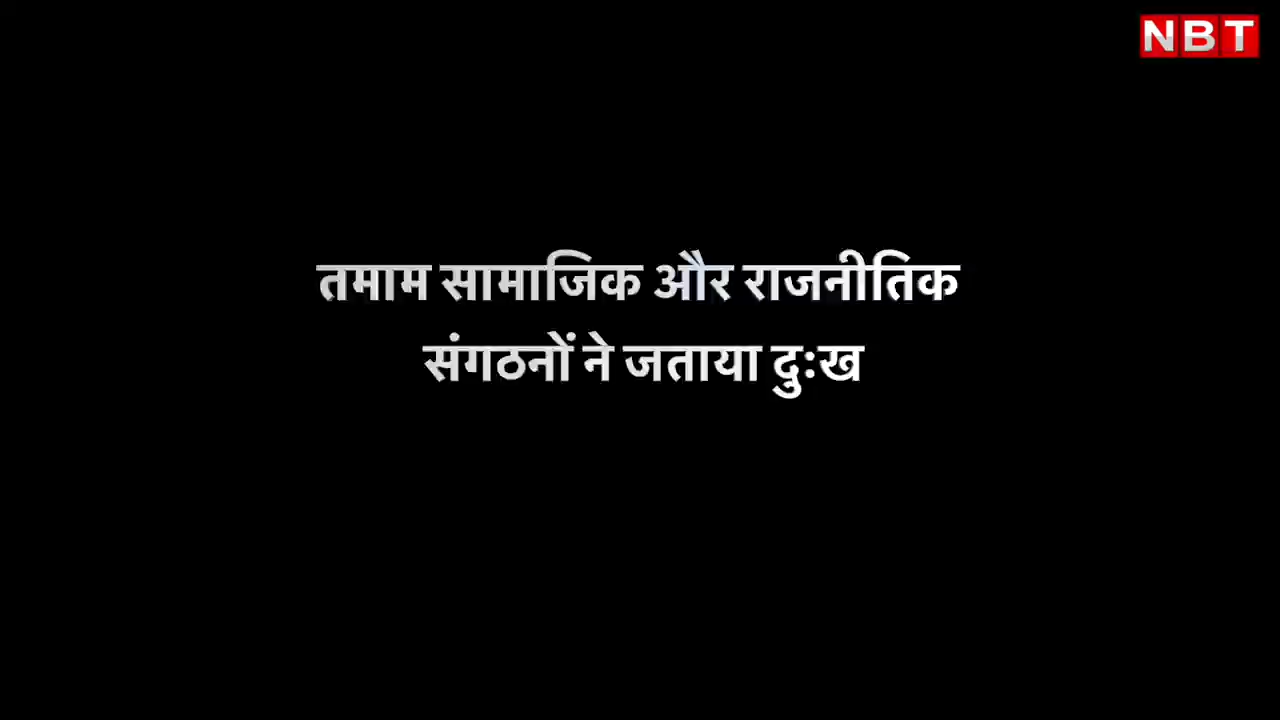 NBT
तमाम सामाजिक और राजनीतिक
संगठनों ने जताया दुःख